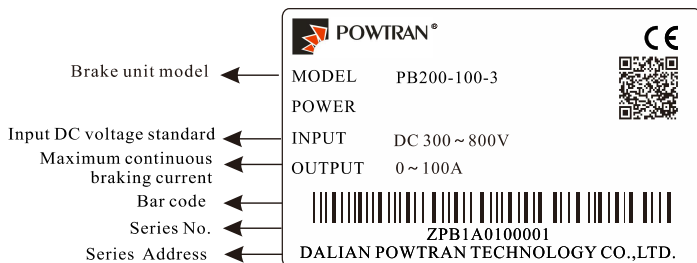 POWTRAN®
CE
Brake unit model
MODEL PB200-100-3
POWER
Input DC voltage standard
INPUT DC 300~800V
Maximum continuous
braking current
OUTPUT 0~100A
Bar code
Series No.
ZPB1A0100001
Series Address
DALIAN POWTRAN TECHNOLOGY CO.,LTD.